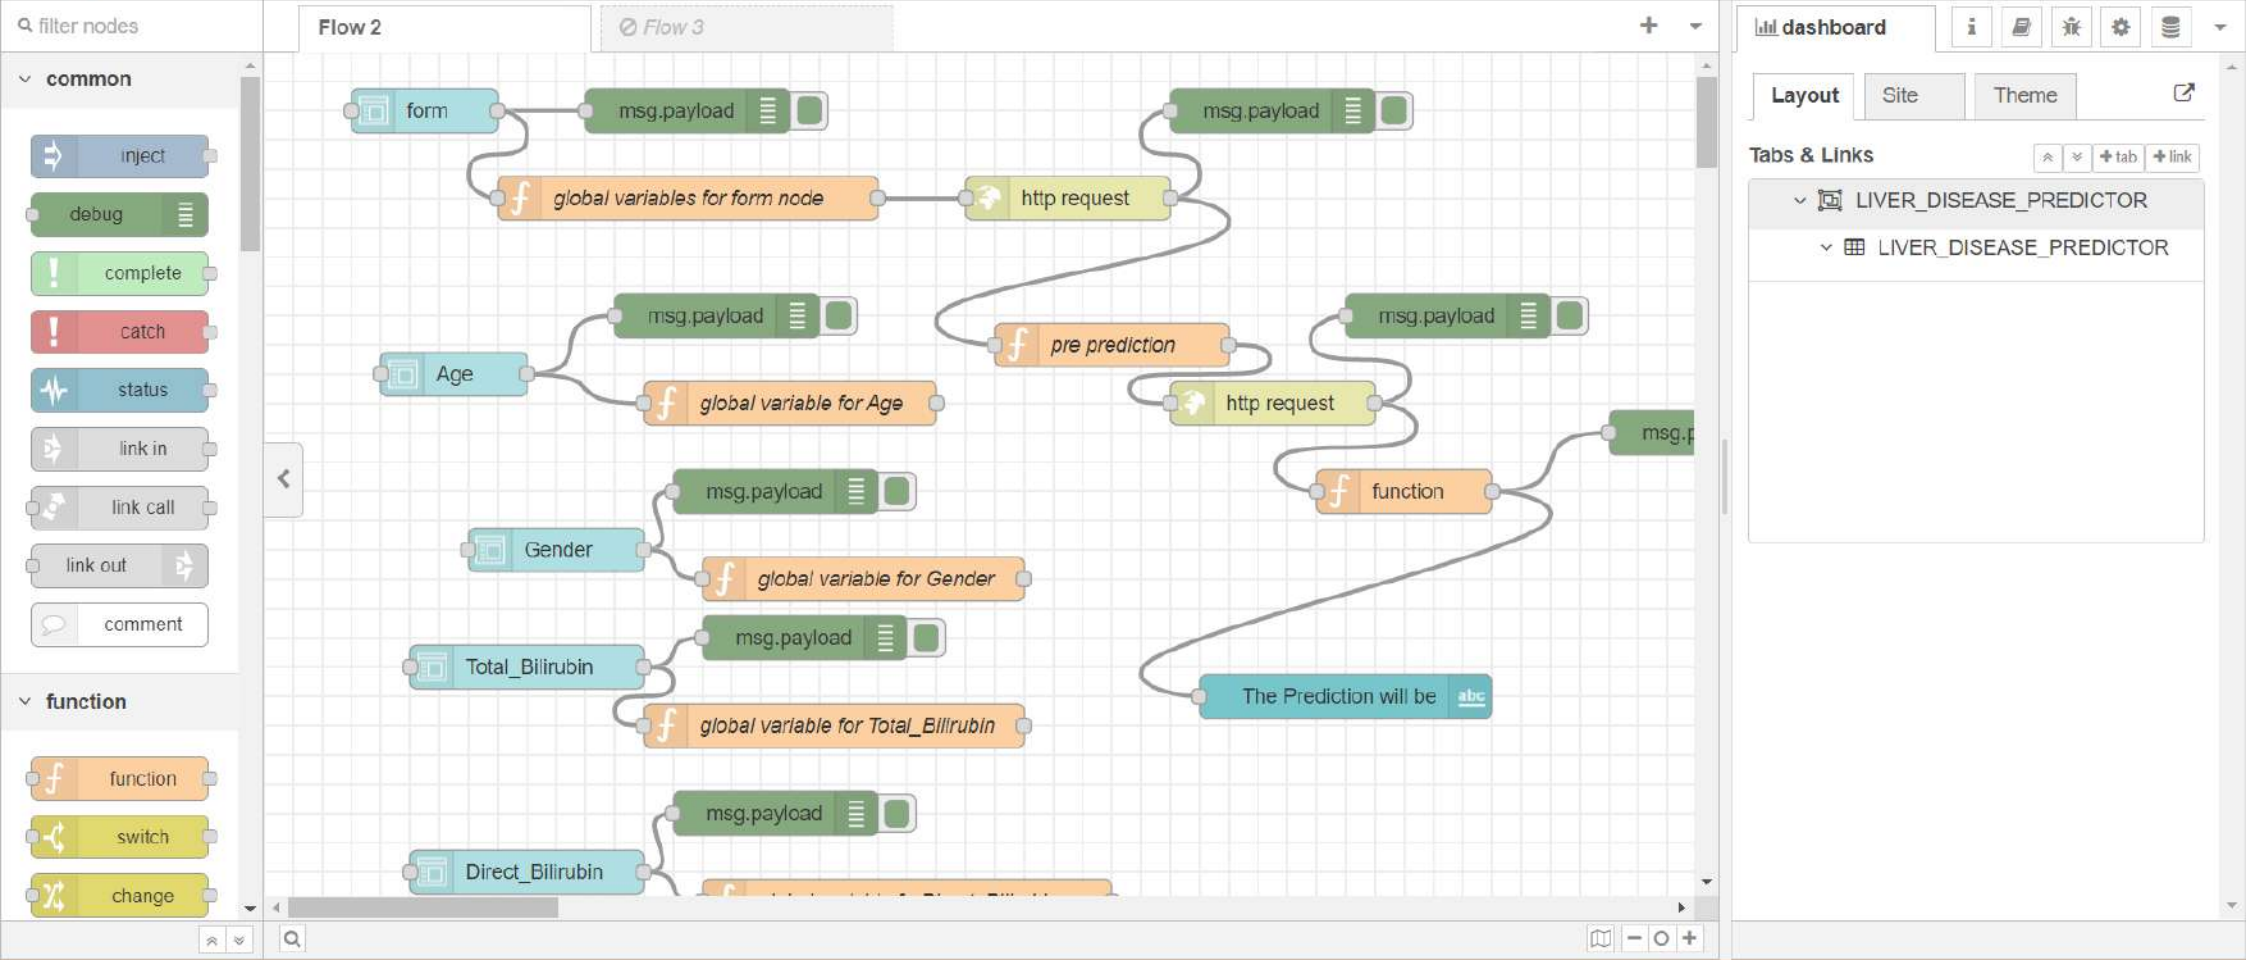 filter nodes
common
inject
debug
complete
catch
status
link in
link call
link out
comment
function
function
switch
change
Flow 2
Flow 3
form
msg.payload
msg.payload
global variables for form node
http request
msg.payload
pre prediction
msg.payload
Age
global variable for Age
http request
msg.p
msg.payload
function
Gender
global variable for Gender
msg.payload
Total_Bilirubin
The Prediction will be
abc
global variable for Total_Bilirubin
msg.payload
Direct_Bilirubin
dashboard
i
Layout
Site
Theme
Tabs & Links
+ tab
+ link
LIVER_DISEASE_PREDICTOR
LIVER_DISEASE_PREDICTOR